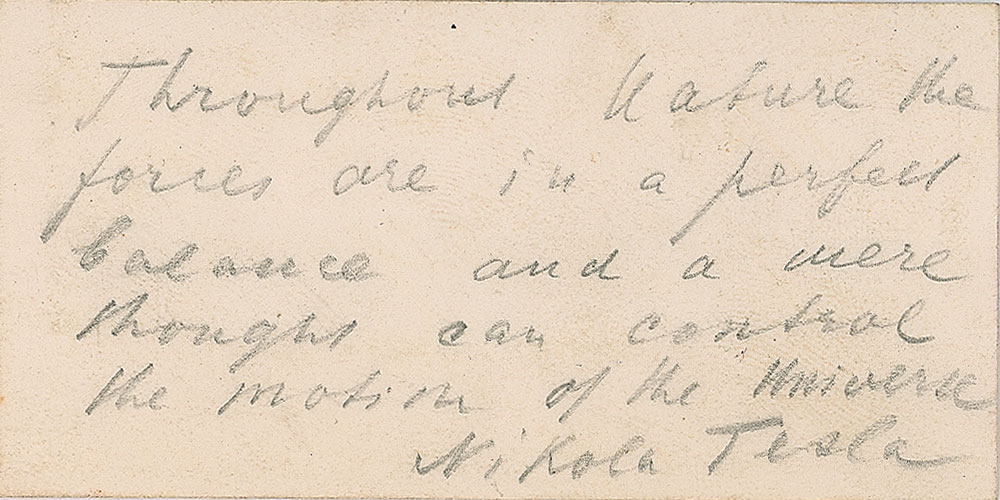 Throughout Nature the
forces are in a perfect
balance and a mere
thought can control
the motion of the Universe
Nikola Tesla